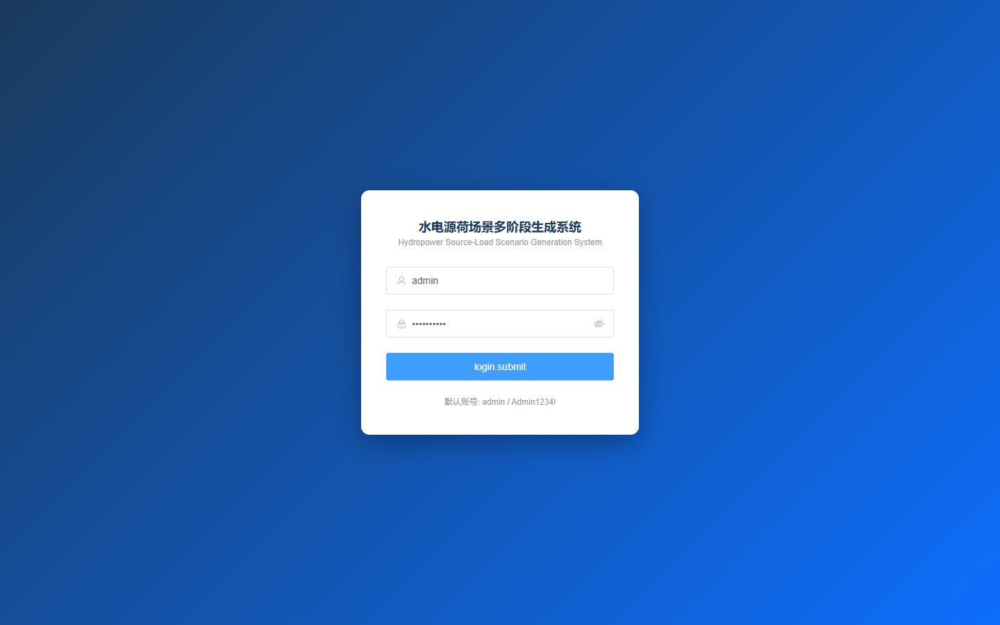 水电源荷场景多阶段生成系统
Hydropower Source-Load Scenario Generation System
admin
••••••••••
login.submit
默认账号: admin / Admin1234!